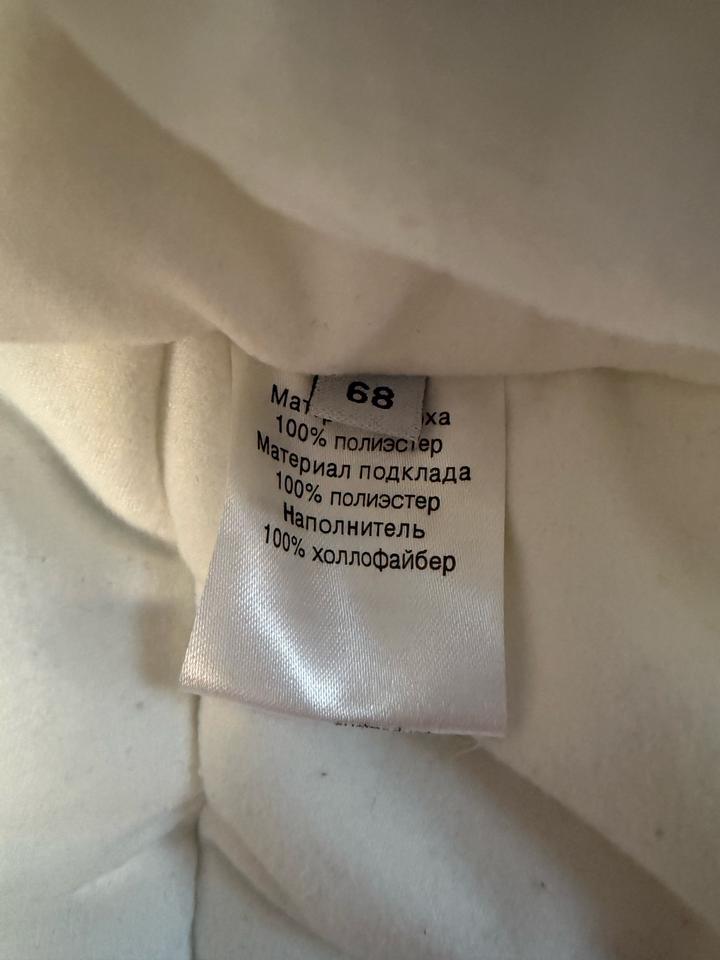 68
100% полиэстер
Материал подклада
100% полиэстер
Наполнитель
100% холлофайбер